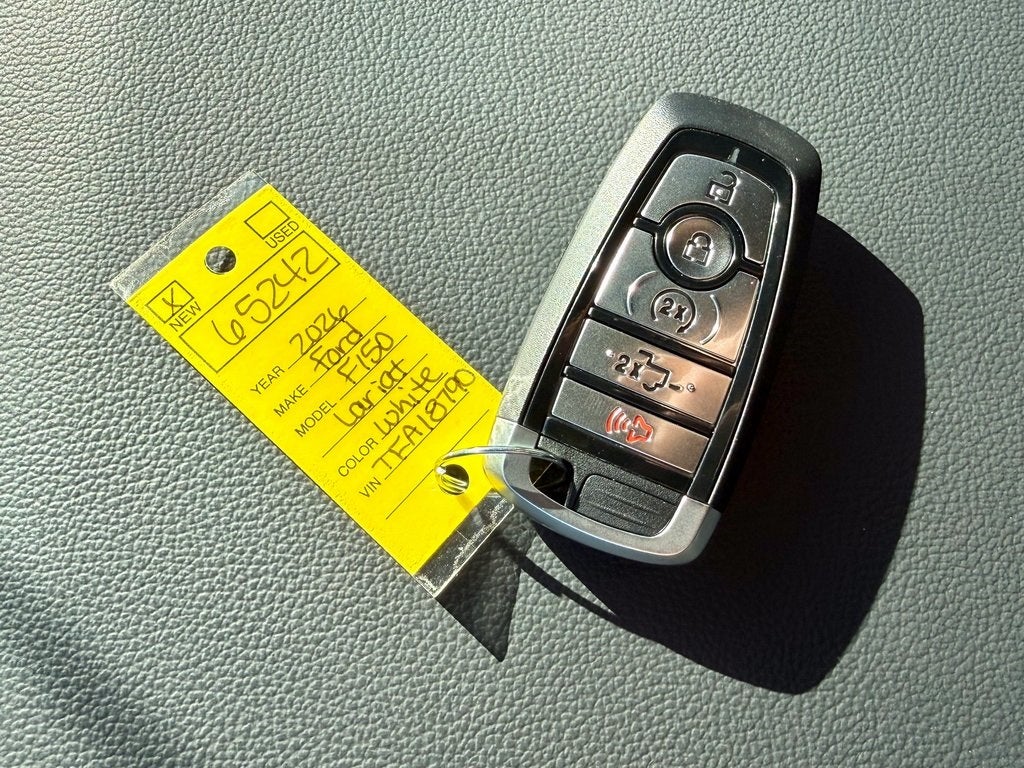 USED
X NEW
65242
YEAR 2026
MAKE Ford
MODEL F150
Lariat
COLOR White
VIN TFA18790
2x
2x